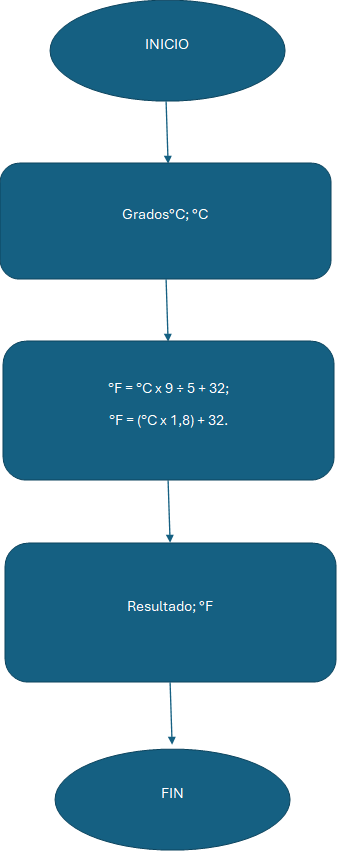 INICIO
Grados°C; °C
°F = °C x 9 ÷ 5 + 32;
°F = (°C x 1,8) + 32.
Resultado; °F
FIN